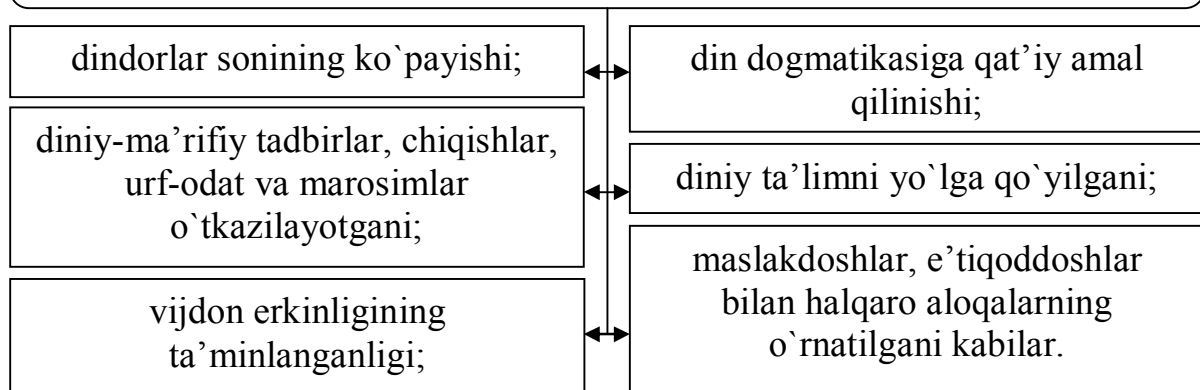 dindorlar sonining ko`payishi;
din dogmatikasiga qat’iy amal
qilinishi;
diniy-ma’rifiy tadbirlar, chiqishlar,
urf-odat va marosimlar
o`tkazilayotgani;
diniy ta’limni yo`lga qo`yilgani;
vijdon erkinligining
ta’minlanganligi;
maslakdoshlar, e’tiqoddoshlar
bilan halqaro aloqalarning
o`rnatilgani kabilar.